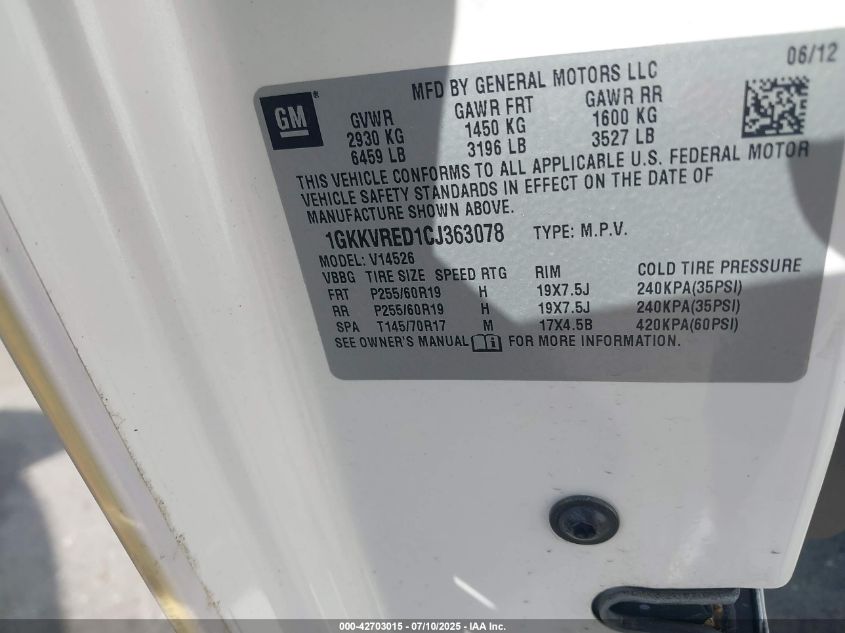 06/12
MFD BY GENERAL MOTORS LLC
GM ®
GVWR GAWR FRT GAWR RR
2930 KG 1450 KG 1600 KG
6459 LB 3196 LB 3527 LB
THIS VEHICLE CONFORMS TO ALL APPLICABLE U.S. FEDERAL MOTOR
VEHICLE SAFETY STANDARDS IN EFFECT ON THE DATE OF
MANUFACTURE SHOWN ABOVE.
1GKKVRED1CJ363078 TYPE: M.P.V.
MODEL: V14526
VBBG TIRE SIZE SPEED RTG RIM COLD TIRE PRESSURE
FRT P255/60R19 H 19X7.5J 240KPA(35PSI)
RR P255/60R19 H 19X7.5J 240KPA(35PSI)
SPA T145/70R17 M 17X4.5B 420KPA(60PSI)
SEE OWNER'S MANUAL FOR MORE INFORMATION.
000-42703015 - 07/10/2025 - IAA Inc.